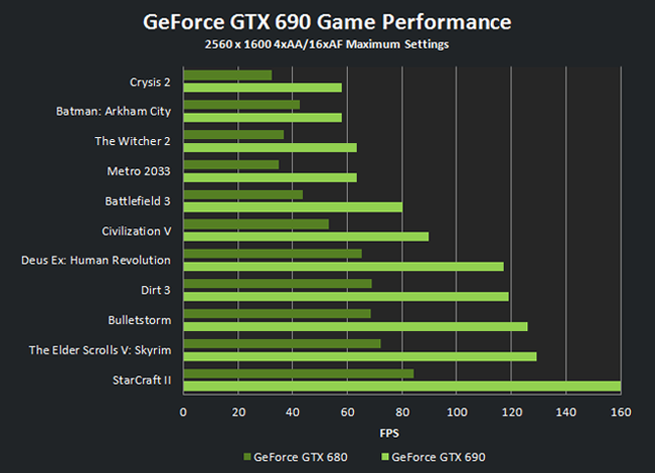 GeForce GTX 690 Game Performance
2560 x 1600 4xAA/16xAF Maximum Settings
Crysis 2
Batman: Arkham City
The Witcher 2
Metro 2033
Battlefield 3
Civilization V
Deus Ex: Human Revolution
Dirt 3
Bulletstorm
The Elder Scrolls V: Skyrim
StarCraft II
0 20 40 60 80 100 120 140 160
FPS
GeForce GTX 680 GeForce GTX 690